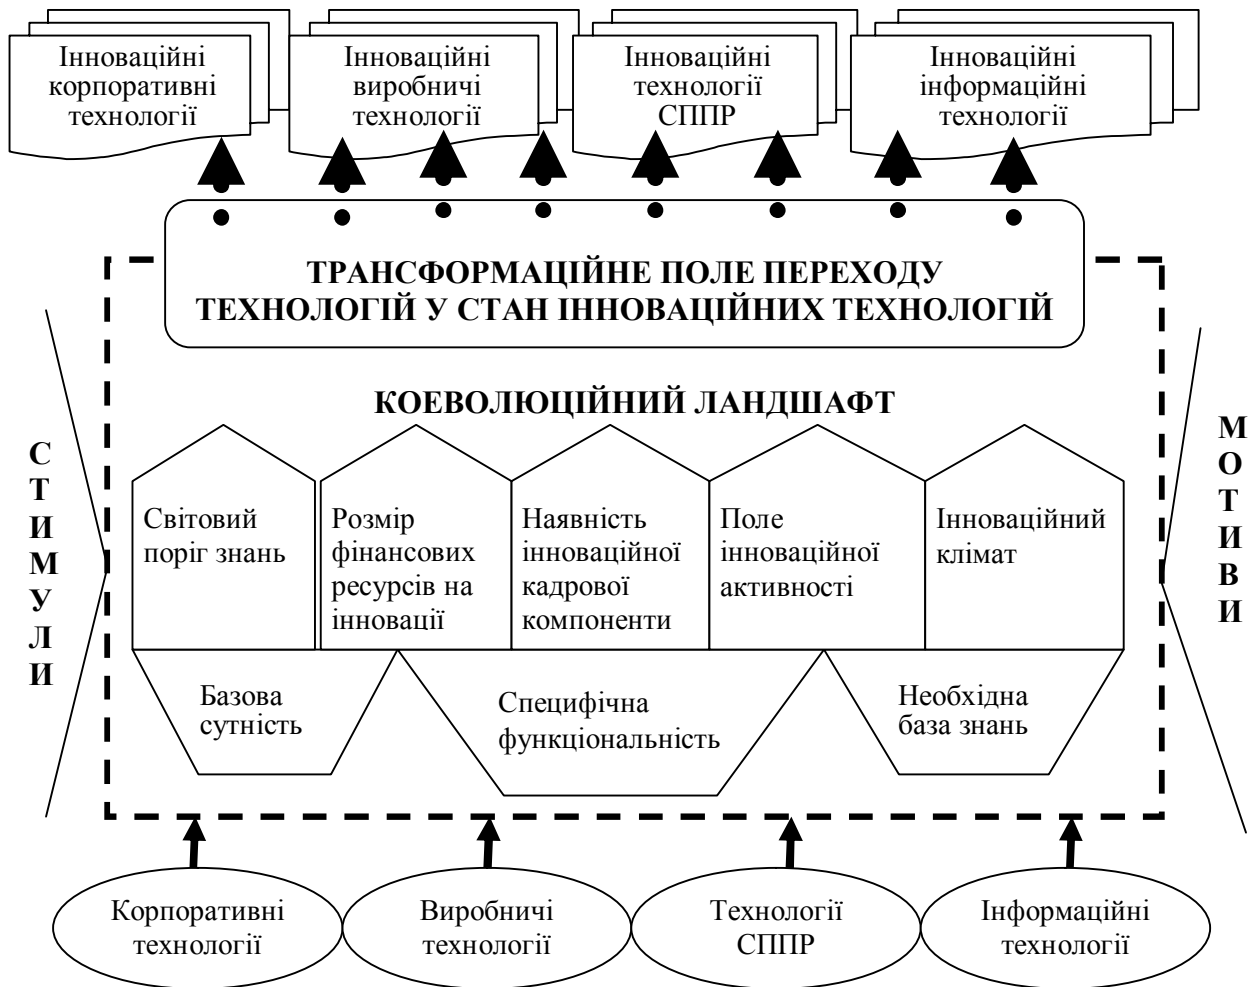 Інноваційні
корпоративні
технології
Інноваційні
виробничі
технології
Інноваційні
технології
СППР
Інноваційні
інформаційні
технології
ТРАНСФОРМАЦІЙНЕ ПОЛЕ ПЕРЕХОДУ
ТЕХНОЛОГІЙ У СТАН ІННОВАЦІЙНИХ ТЕХНОЛОГІЙ
КОЕВОЛЮЦІЙНИЙ ЛАНДШАФТ
С
Т
И
М
У
Л
И
Світовий
поріг знань
Розмір
фінансових
ресурсів на
інновації
Наявність
інноваційної
кадрової
компоненти
Поле
інноваційної
активності
Інноваційний
клімат
М
О
Т
И
В
И
Базова
сутність
Специфічна
функціональність
Необхідна
база знань
Корпоративні
технології
Виробничі
технології
Технології
СППР
Інформаційні
технології